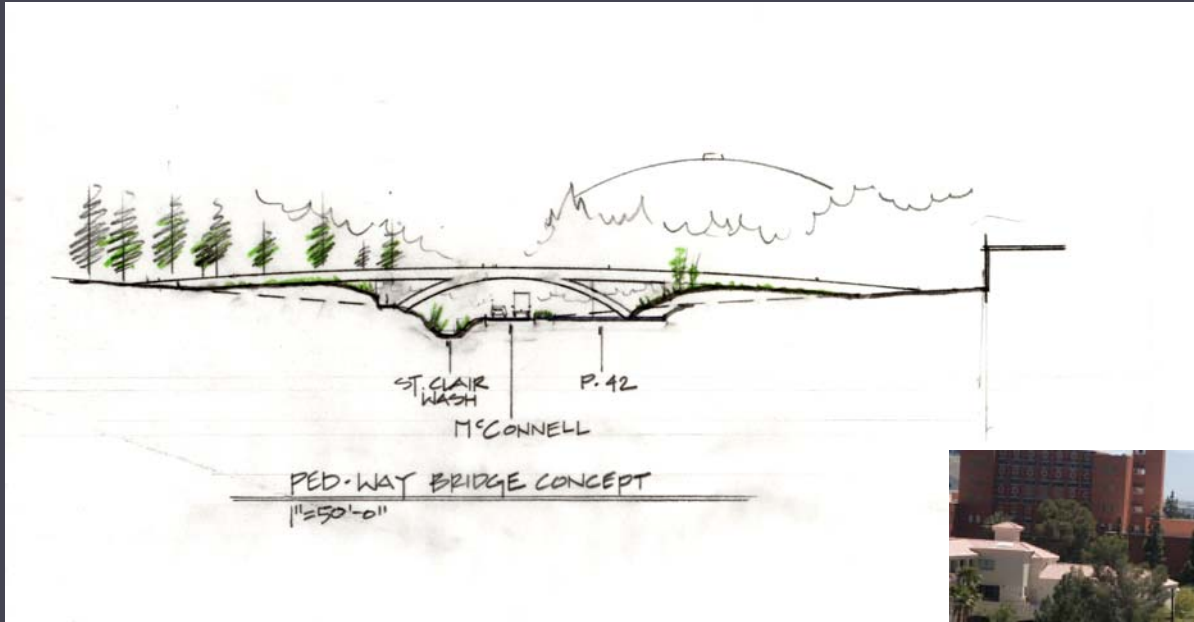 ST. CLAIR
WASH
P. 42
McCONNELL
PED-WAY BRIDGE CONCEPT
1"=50'-0"